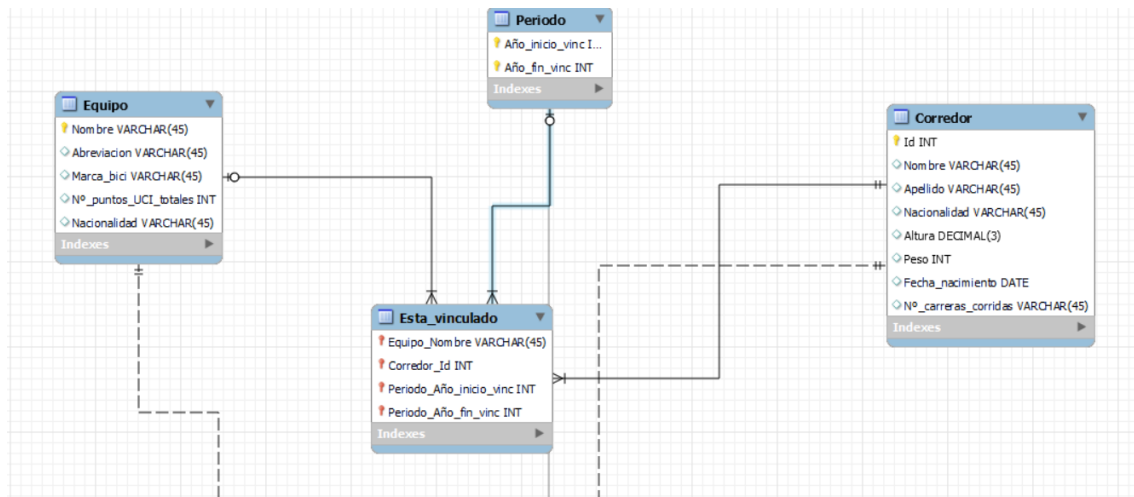 Periodo
Año_inicio_vinc I...
Año_fin_vinc INT
Indexes
Equipo
Nombre VARCHAR(45)
Abreviacion VARCHAR(45)
Marca_bici VARCHAR(45)
Nº_puntos_UCI_totales INT
Nacionalidad VARCHAR(45)
Indexes
Corredor
Id INT
Nombre VARCHAR(45)
Apellido VARCHAR(45)
Nacionalidad VARCHAR(45)
Altura DECIMAL(3)
Peso INT
Fecha_nacimiento DATE
Nº_carreras_corridas VARCHAR(45)
Indexes
Esta_vinculado
Equipo_Nombre VARCHAR(45)
Corredor_Id INT
Periodo_Año_inicio_vinc INT
Periodo_Año_fin_vinc INT
Indexes